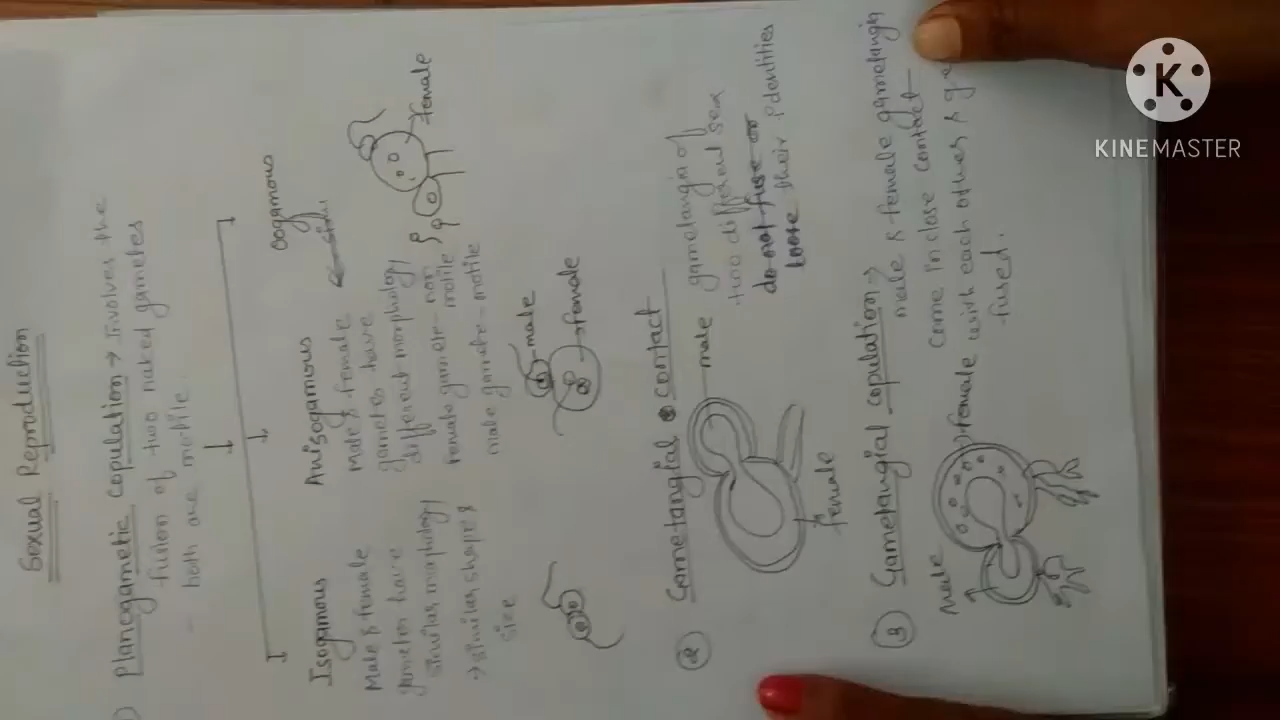 Sexual Reproduction
) Planogametic copulation → Involves the
fusion of two naked gametes
- both are motile
Isogamous
Male & female
gametes have
similar morphology
→ similar shape &
size
Anisogamous
Male & female
gametes have
different morphology
Female gamete - non
motile
male gamete - motile
male
female
Oogamous
female
② Gametangial contact
gametangia of
two different sex
do not fuse or
loose their Identities
male
female
③ Gametangial copulation →
male & female gametangia
come in close contact
with each other &
fused.
Male
female
K
KINEMASTER